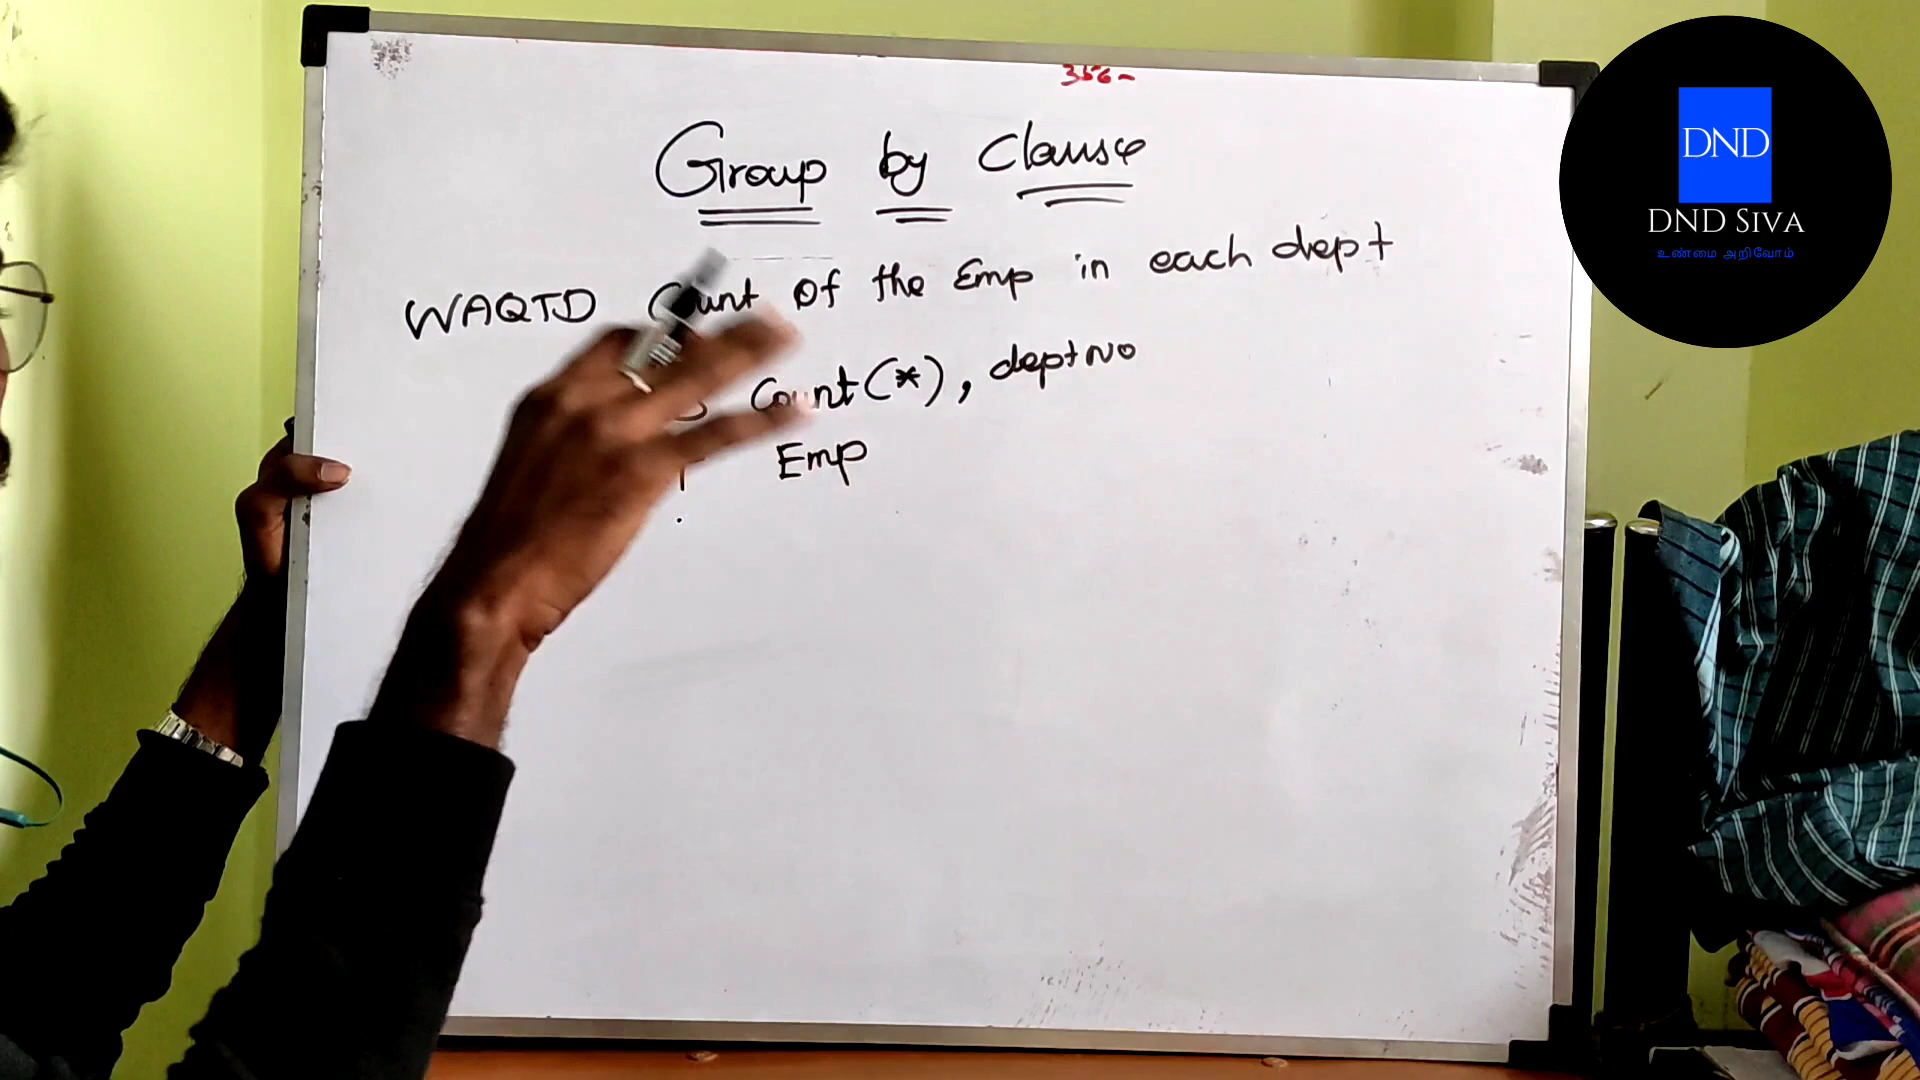 356-
Group by Clause
WAQTD Count Of the Emp in each dept
S Count(*), deptNo
Emp
DND
DND SIVA
உண்மை அறிவோம்